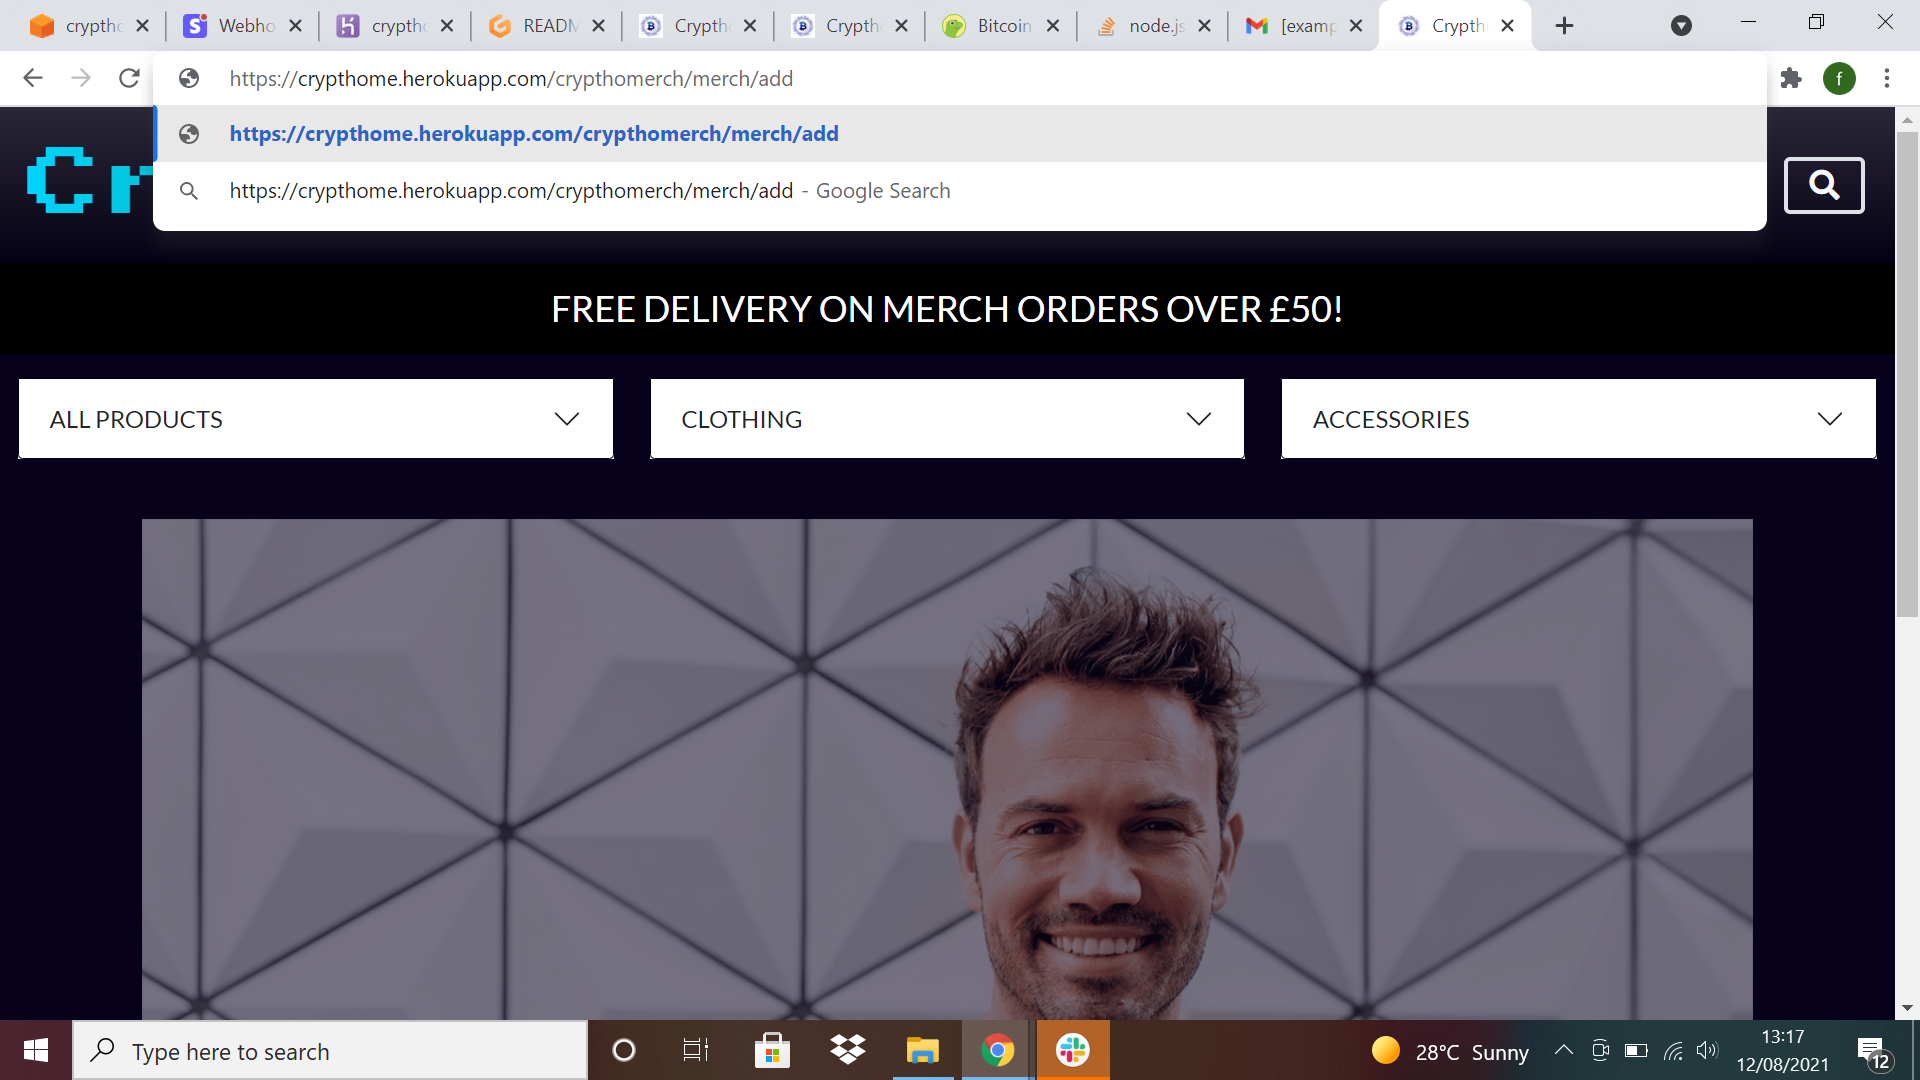 cryptho
Webho
crypth
READM
Crypth
Crypth
Bitcoin
node.js
[examp
Crypth
https://crypthome.herokuapp.com/crypthomerch/merch/add
f
https://crypthome.herokuapp.com/crypthomerch/merch/add
https://crypthome.herokuapp.com/crypthomerch/merch/add - Google Search
Cr
FREE DELIVERY ON MERCH ORDERS OVER £50!
ALL PRODUCTS
CLOTHING
ACCESSORIES
Type here to search
28°C Sunny
13:17
12/08/2021
12